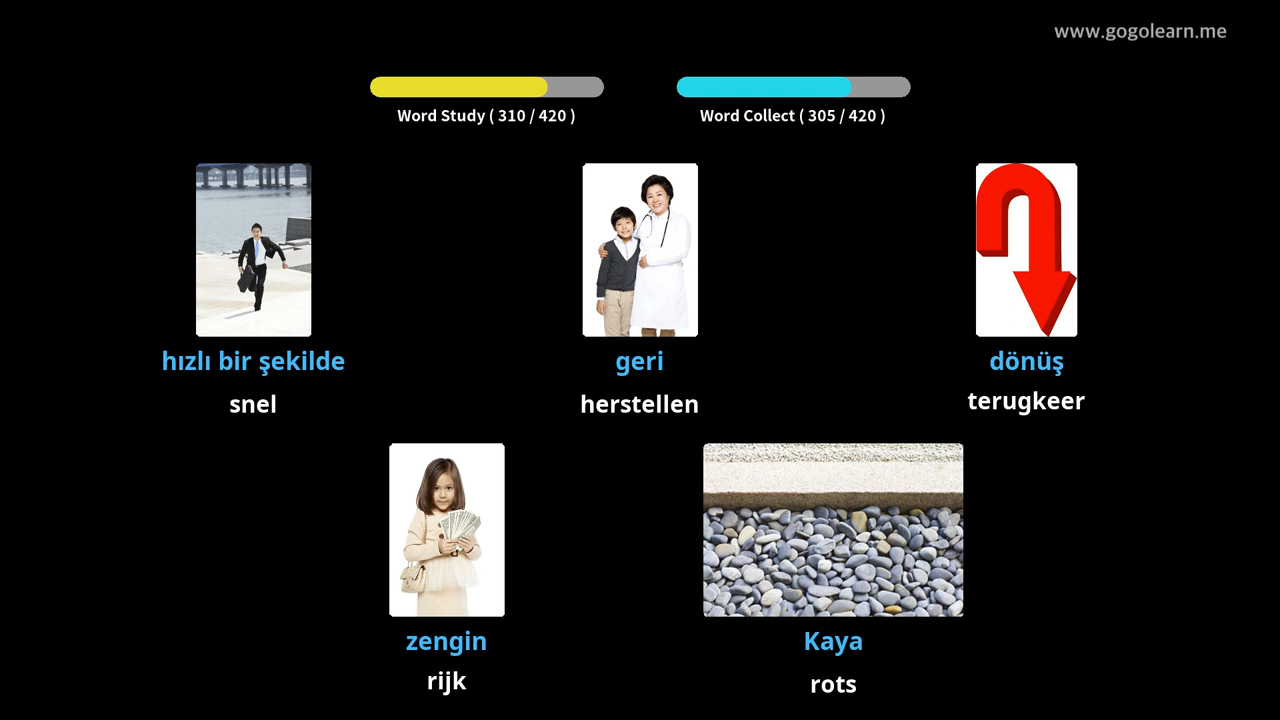 www.gogolearn.me
Word Study ( 310 / 420 )
Word Collect ( 305 / 420 )
hızlı bir şekilde
geri
dönüş
snel
herstellen
terugkeer
zengin
Kaya
rijk
rots